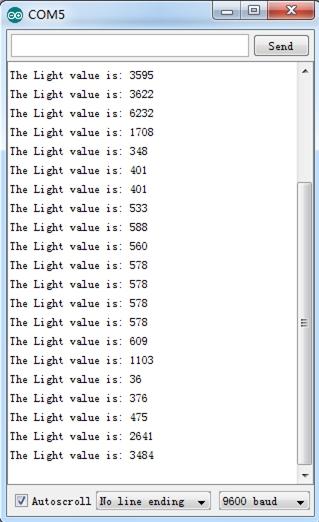 COM5
Send
The Light value is: 3595
The Light value is: 3622
The Light value is: 6232
The Light value is: 1708
The Light value is: 348
The Light value is: 401
The Light value is: 401
The Light value is: 533
The Light value is: 588
The Light value is: 560
The Light value is: 578
The Light value is: 578
The Light value is: 578
The Light value is: 578
The Light value is: 609
The Light value is: 1103
The Light value is: 36
The Light value is: 376
The Light value is: 475
The Light value is: 2641
The Light value is: 3484
Autoscroll No line ending 9600 baud